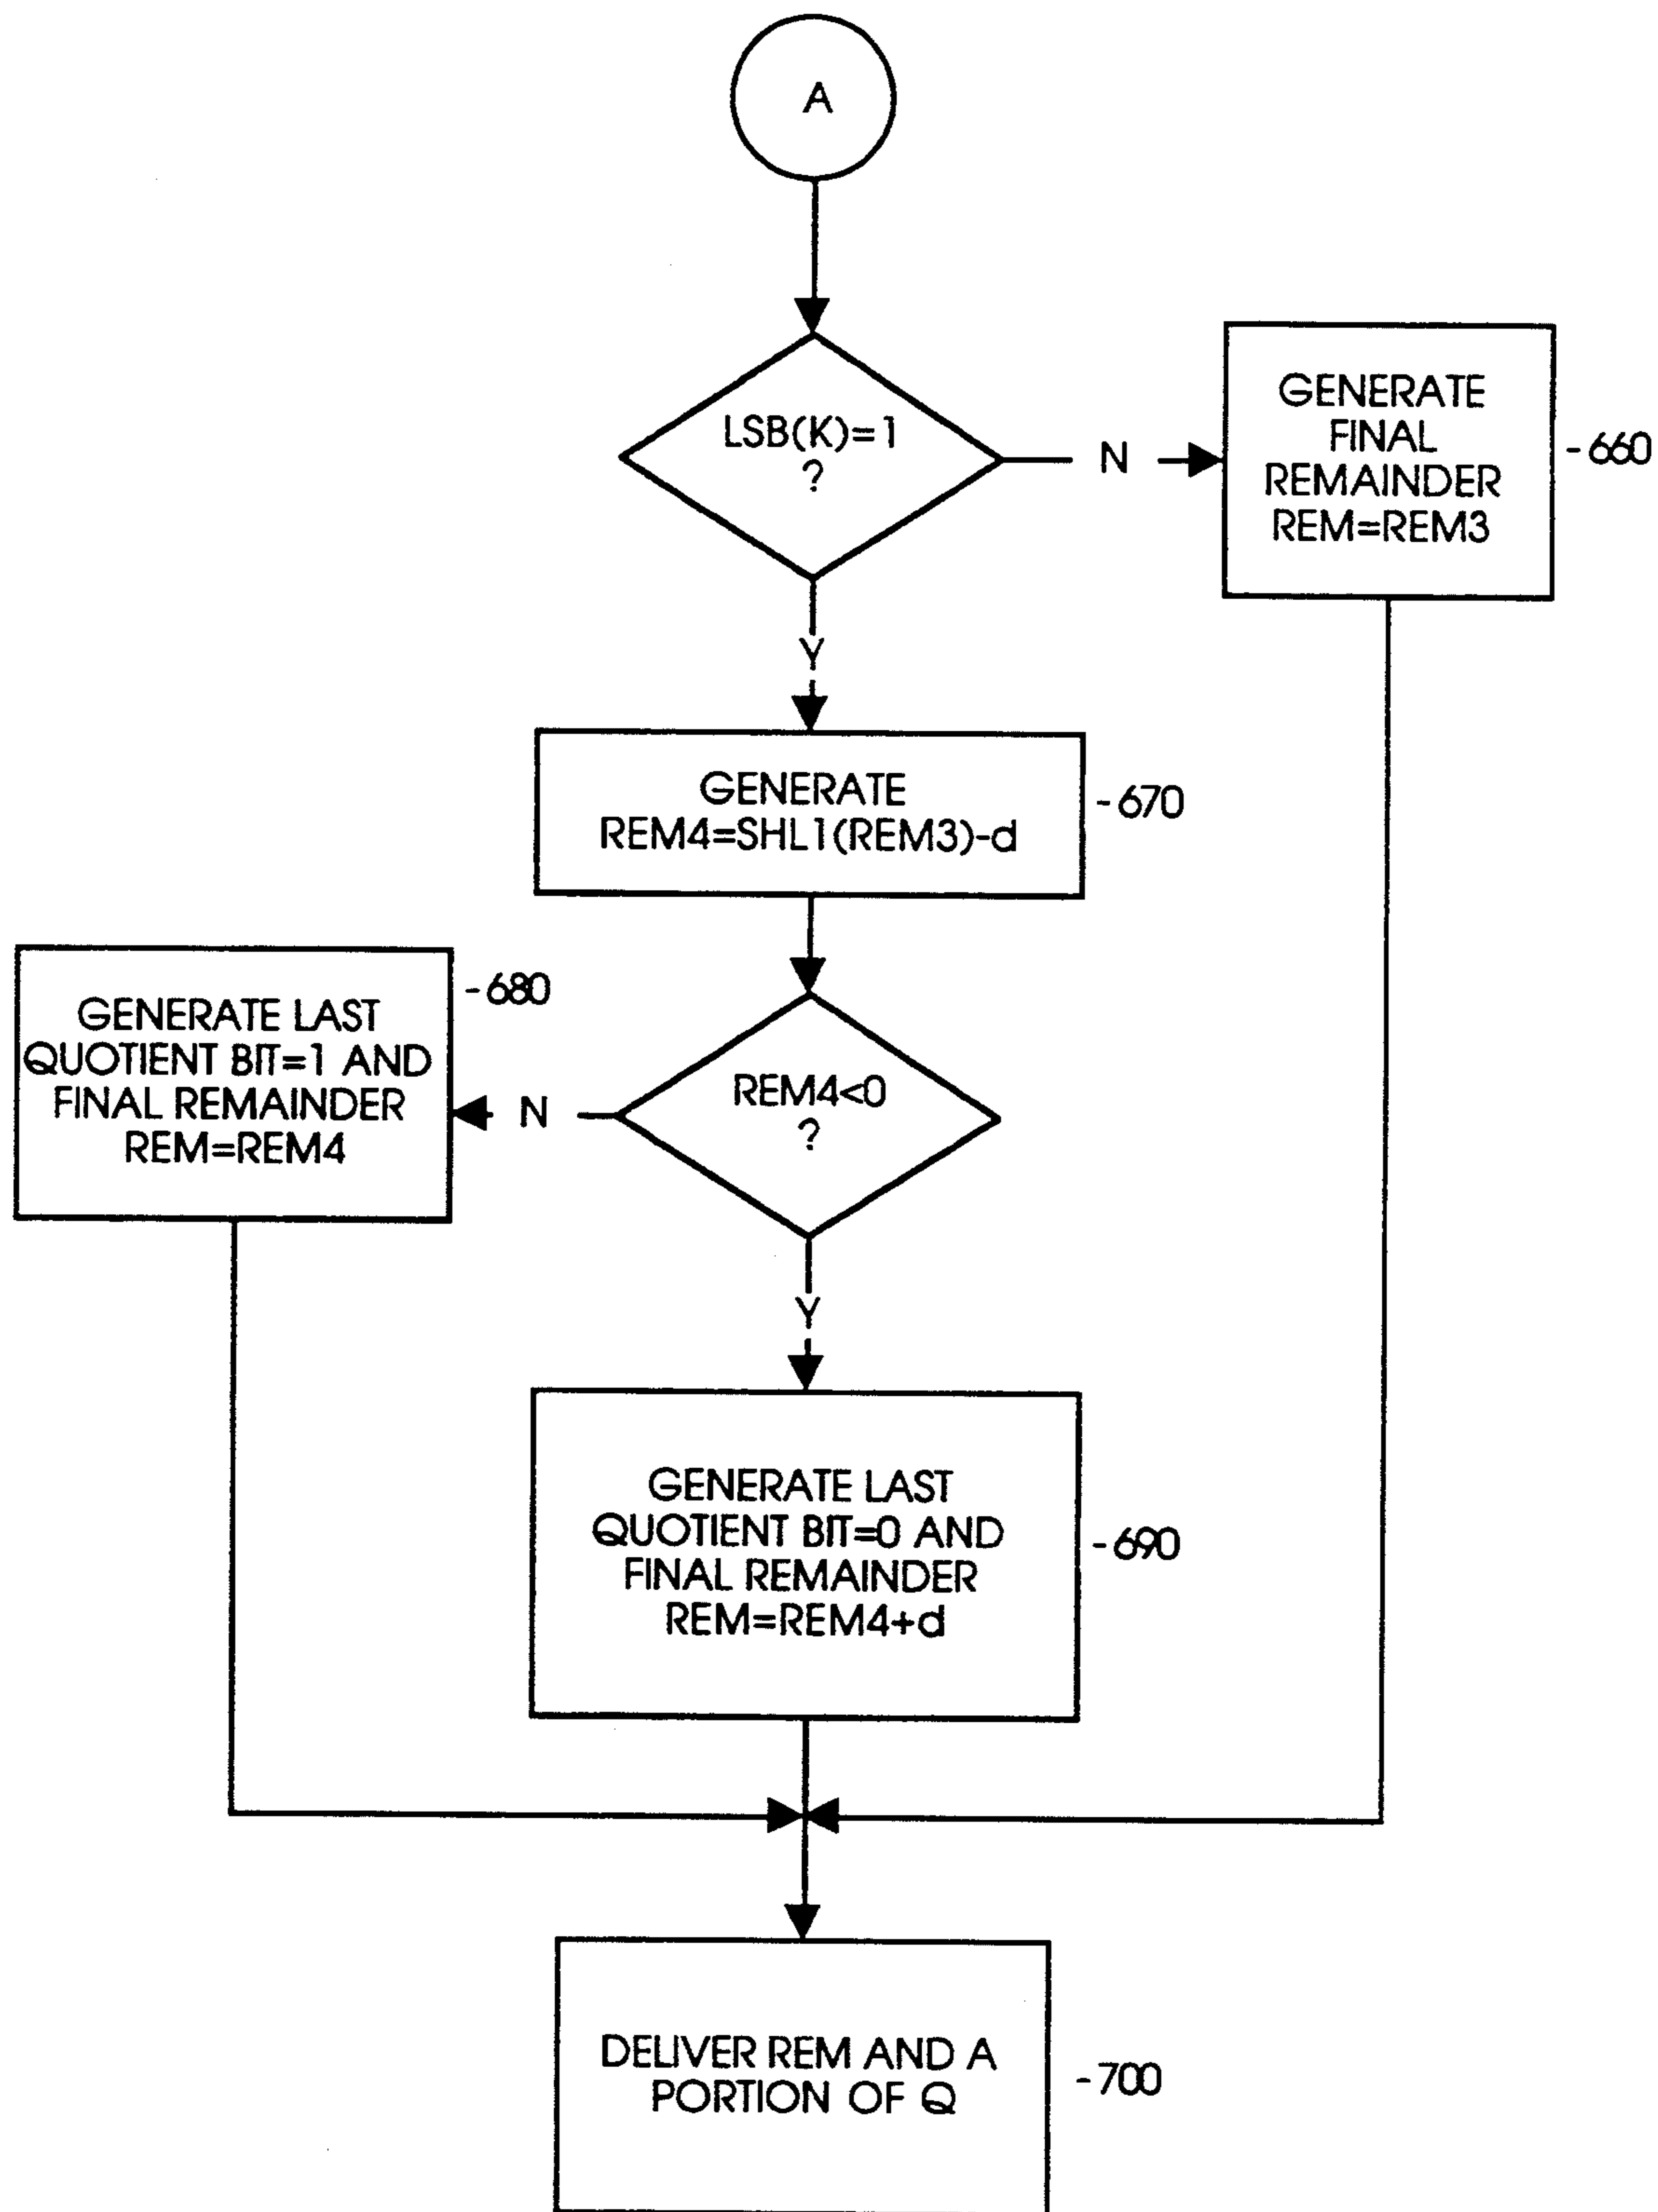 A
LSB(K)=1
?
N
GENERATE
FINAL
REMAINDER
REM=REM3
-660
Y
GENERATE
REM4=SHL1(REM3)-d
-670
GENERATE LAST
QUOTIENT BIT=1 AND
FINAL REMAINDER
REM=REM4
-680
N
REM4<0
?
Y
GENERATE LAST
QUOTIENT BIT=0 AND
FINAL REMAINDER
REM=REM4+d
-690
DELIVER REM AND A
PORTION OF Q
-700